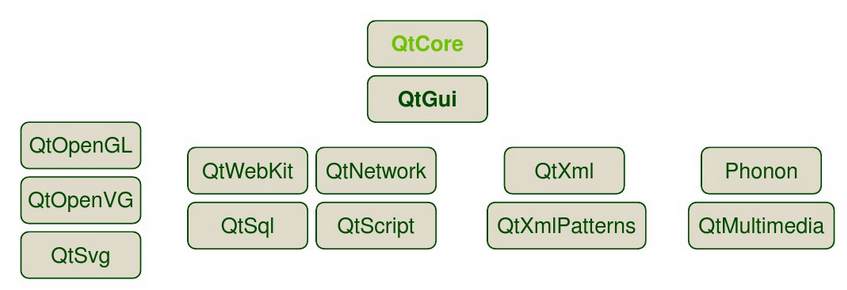 QtCore
QtGui
QtOpenGL
QtOpenVG
QtSvg
QtWebKit
QtNetwork
QtSql
QtScript
QtXml
QtXmlPatterns
Phonon
QtMultimedia